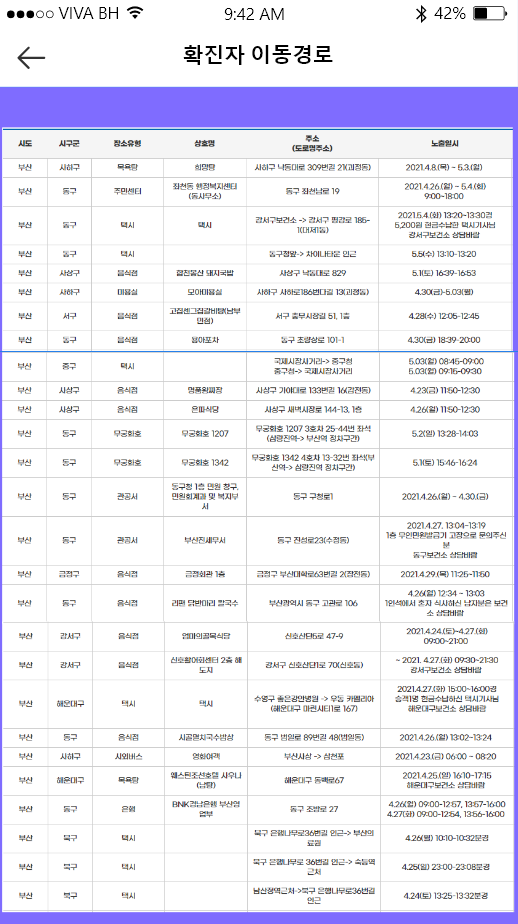 VIVA BH 9:42 AM 42%
확진자 이동경로
시도 시구군 장소유형 상호명 주소 노출일시
(도로명주소)
부산 사하구 목욕탕 희망탕 사하구 낙동대로 309번길 21(괴정동) 2021.4.8.(목) ~ 5.3.(월)
부산 동구 주민센터 좌천동 행정복지센터 동구 좌천남로 19 2021.4.26.(월) ~ 5.4.(화)
(동사무소) 9:00~18:00
부산 동구 택시 택시 강서구보건소 -> 강서구 평강로 185- 2021.5.4.(화) 13:20~13:30경
1(대저1동) 5,200원 현금수납한 택시기사님
강서구보건소 상담바람
부산 동구 택시 동구청앞-> 차이나타운 인근 5.5(수) 13:10-13:20
부산 사상구 음식점 합천봉산 돼지국밥 사상구 낙동대로 829 5.1(토) 16:39~16:53
부산 사하구 미용실 모아미용실 사하구 사하로186번다길 13(괴정동) 4.30(금)-5.03(월)
부산 서구 음식점 고집센그집갈비탕(남부 서구 충무시장길 51, 1층 4.28(수) 12:05-12:45
민점)
부산 동구 음식점 용아포차 동구 조방상로 101-1 4.30(금) 18:39~20:00
부산 중구 택시 국제시장사거리-> 중구청 5.03(월) 08:45-09:00
중구청-> 국제시장사거리 5.03(월) 09:15-09:30
부산 사상구 음식점 명품원짜장 사상구 가야대로 133번길 16(감전동) 4.23(금) 11:50-12:30
부산 사상구 음식점 은파식당 사상구 새벽시장로 144-13, 1층 4.26(월) 11:50-12:30
부산 동구 무궁화호 무궁화호 1207 무궁화호 1207 3호차 25-44번 좌석 5.2(일) 13:28-14:03
(삼랑진역-> 부산역 정차구간)
부산 동구 무궁화호 무궁화호 1342 무궁화호 1342 4호차 13-32번 좌석(부 5.1(토) 15:46-16:24
산역-> 삼랑진역 정차구간)
부산 동구 관공서 동구청 1층 민원 창구, 동구 구청로1 2021.4.26.(월) ~ 4.30.(금)
민원회계과 및 복지부
서
부산 동구 관공서 부산진세무서 동구 진성로23(수정동) 2021.4.27. 13:04-13:19
1층 무인민원발급기 고장으로 문의주신
분
동구보건소 상담바람
부산 금정구 음식점 금정회관 1층 금정구 부산대학로63번길 2(장전동) 2021.4.29.(목) 11:25~11:50
부산 동구 음식점 리팬 닭한마리 칼국수 부산광역시 동구 고관로 106 4.26(월) 12:34 ~ 13:03
1인석에서 혼자 식사하신 남자분은 보건
소 상담바람
부산 강서구 음식점 엄마의골목식당 신호산단5로 47-9 2021.4.24.(토)~4.27.(화)
09:00~21:00
부산 강서구 음식점 신호활어회센터 2층 해 강서구 신호산단1로 70(신호동) ~ 2021. 4.27.(화) 09:30~21:30
도지 강서구보건소 상담바람
부산 해운대구 택시 택시 수영구 좋은강안병원 -> 우동 카멜리아 2021.4.27.(화) 15:00~16:00경
(해운대구 마린시티1로 167) 승객1명 현금수납하신 택시기사님
해운대구보건소 상담바람
부산 동구 음식점 시골명치국수밥상 동구 범일로 89번길 48(범일동) 2021.4.26.(월) 13:02~13:24
부산 사하구 시외버스 영화여객 부산사상 -> 삼천포 2021.4.23.(금) 06:00 ~ 08:20
부산 해운대구 목욕탕 웨스틴조선호텔 사우나 해운대구 동백로67 2021.4.25.(일) 16:10~17:15
(남탕) 해운대구보건소 상담바람
부산 동구 은행 BNK경남은행 부산영 동구 조방로 27 4.26(월) 09:00-12:57, 13:57-16:00
업부 4.27(화) 09:00-12:54, 13:56-16:00
부산 북구 택시 북구 은행나무로36번길 인근-> 부산의 4.26(월) 10:10-10:32분경
료원
부산 북구 택시 북구 은행나무로 36번길 인근-> 숙등역 4.25(일) 23:00-23:08분경
근처
부산 북구 택시 남산정역근처->북구 은행나무로36번길 4.24(토) 13:25-13:32분경
인근